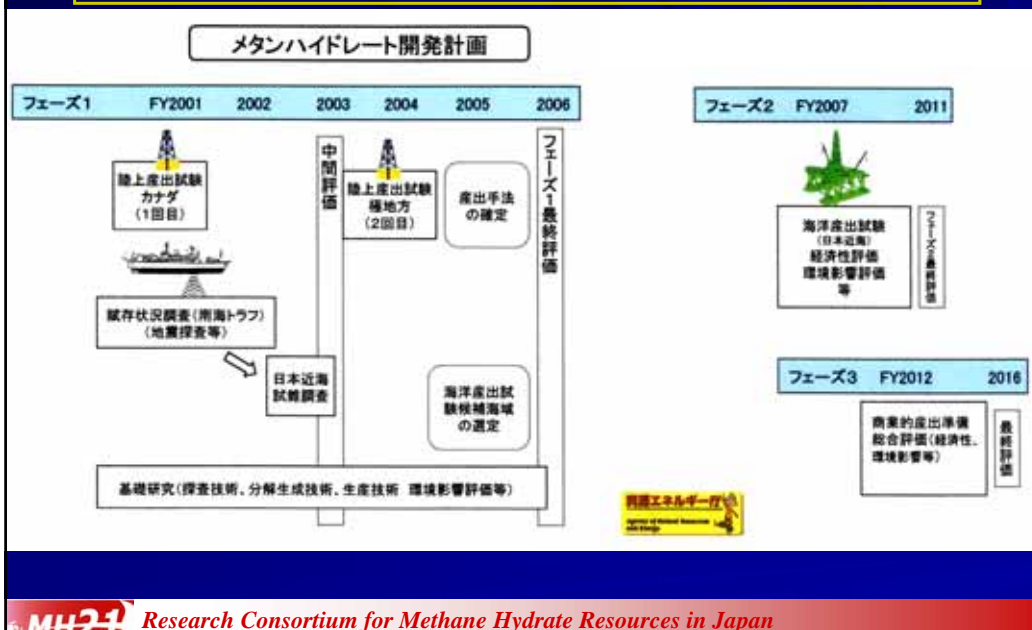 メタンハイドレート開発計画
フェーズ1 FY2001 2002 2003 2004 2005 2006
陸上産出試験
カナダ
(1回目)
中間評価
陸上産出試験
極地方
(2回目)
産出手法
の確定
フェーズ1最終評価
賦存状況調査(南海トラフ)
(地震探査等)
日本近海
試錐調査
海洋産出試
験候補海域
の選定
基礎研究(探査技術、分解生成技術、生産技術 環境影響評価等)
フェーズ2 FY2007 2011
海洋産出試験
(日本近海)
経済性評価
環境影響評価
等
フェーズ2最終評価
フェーズ3 FY2012 2016
商業的産出準備
総合評価(経済性、
環境影響等)
最終評価
資源エネルギー庁
Agency of Natural Resources
and Energy
MH21 Research Consortium for Methane Hydrate Resources in Japan